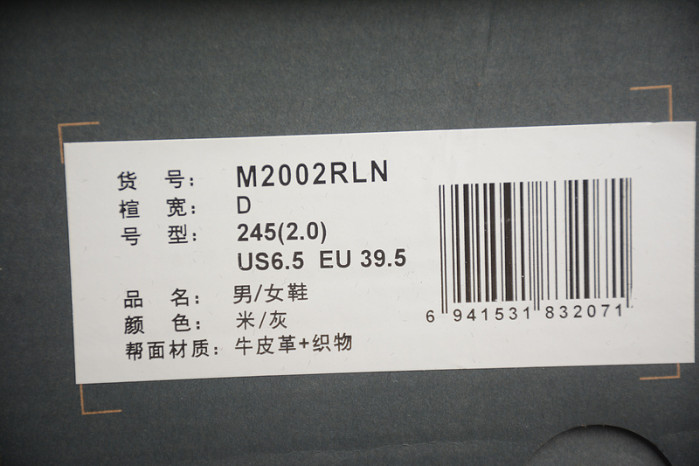 货 号： M2002RLN
楦 宽： D
号 型： 245(2.0)
US6.5 EU 39.5
品 名： 男/女鞋
颜 色： 米/灰
帮面材质： 牛皮革+织物
6 941531 832071